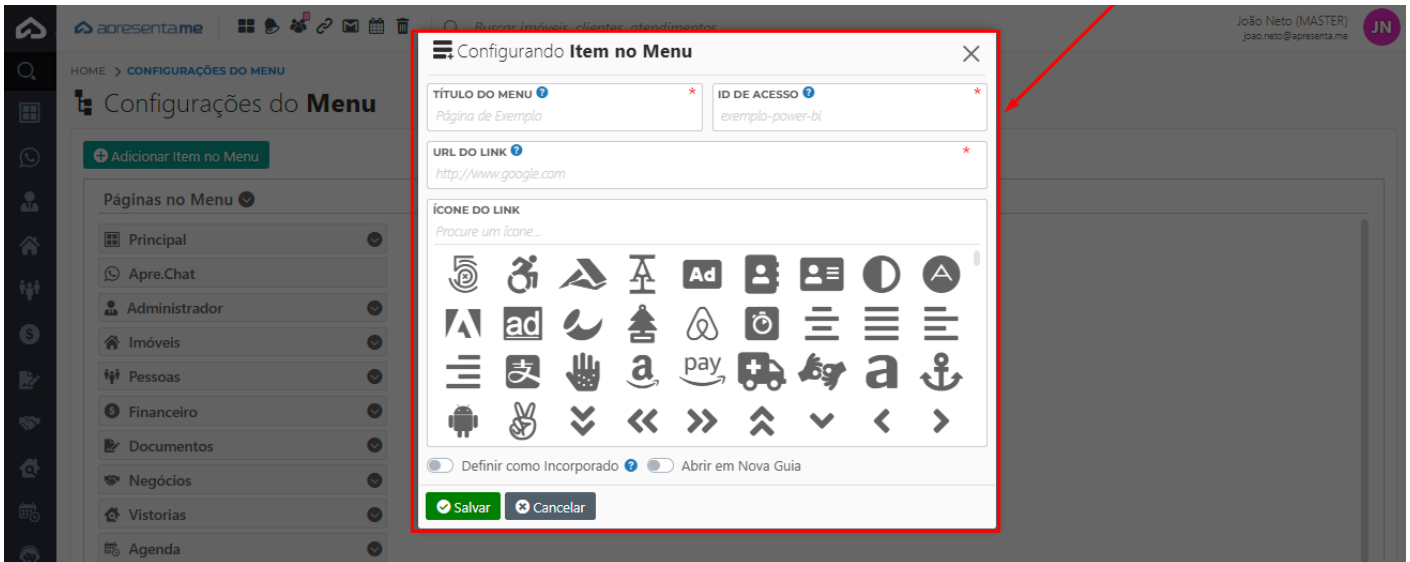 apresenta.me
Buscar imóveis, clientes, atendimentos
João Neto (MASTER)
joao.neto@apresenta.me
JN
HOME > CONFIGURAÇÕES DO MENU
Configurações do Menu
Adicionar Item no Menu
Páginas no Menu
Principal
Apre.Chat
Administrador
Imóveis
Pessoas
Financeiro
Documentos
Negócios
Vistorias
Agenda
Configurando Item no Menu
TÍTULO DO MENU ? *
Página de Exemplo
ID DE ACESSO ? *
exemplo-power-bi
URL DO LINK ? *
http://www.google.com
ÍCONE DO LINK
Procure um ícone...
Ad
A
ad
a
pay
a
Definir como Incorporado ?
Abrir em Nova Guia
Salvar
Cancelar